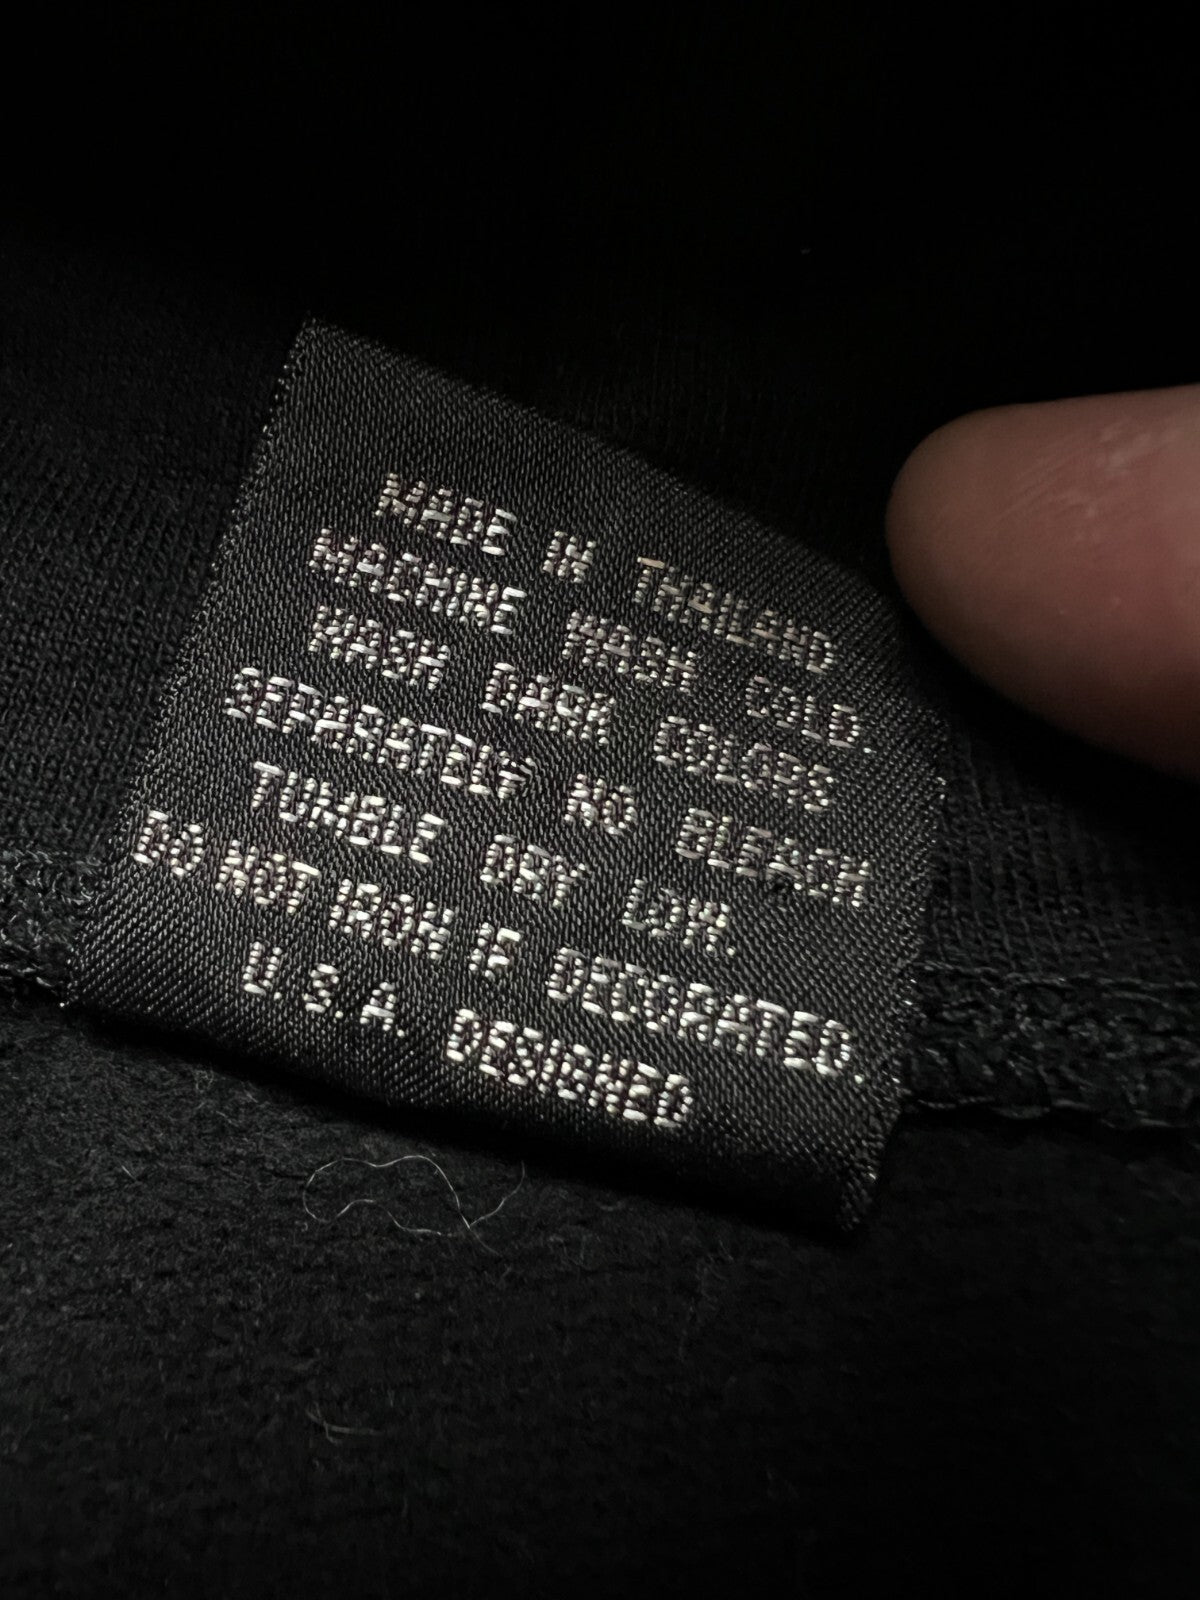 MADE IN THAILAND
MACHINE WASH COLD.
WASH DARK COLORS
SEPARATELY NO BLEACH
TUMBLE DRY LOW.
DO NOT IRON IF DECORATED.
U.S.A. DESIGNED